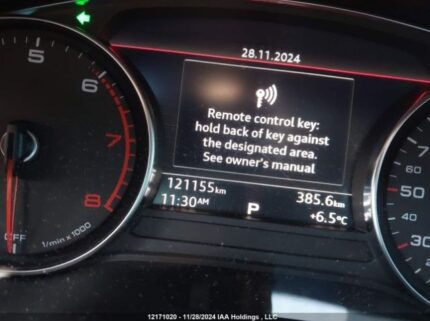 28.11.2024
Remote control key:
hold back of key against
the designated area.
See owner's manual
121155km 385.6km
11:30AM P +6.5°C
5
6
7
8
OFF 1/min x 1000
50
70
30
12171020 - 11/28/2024 IAA Holdings , LLC